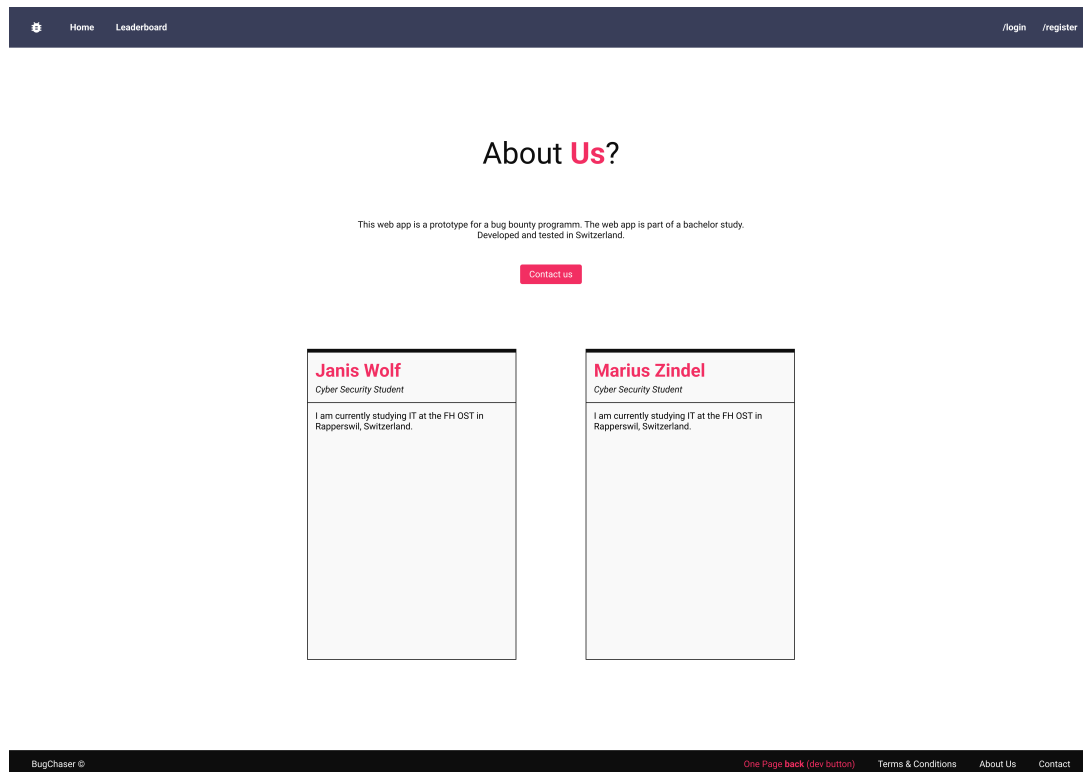 Home Leaderboard /login /register
About Us?
This web app is a prototype for a bug bounty programm. The web app is part of a bachelor study.
Developed and tested in Switzerland.
Contact us
Janis Wolf
Cyber Security Student
I am currently studying IT at the FH OST in
Rapperswil, Switzerland.
Marius Zindel
Cyber Security Student
I am currently studying IT at the FH OST in
Rapperswil, Switzerland.
BugChaser © One Page back (dev button) Terms & Conditions About Us Contact